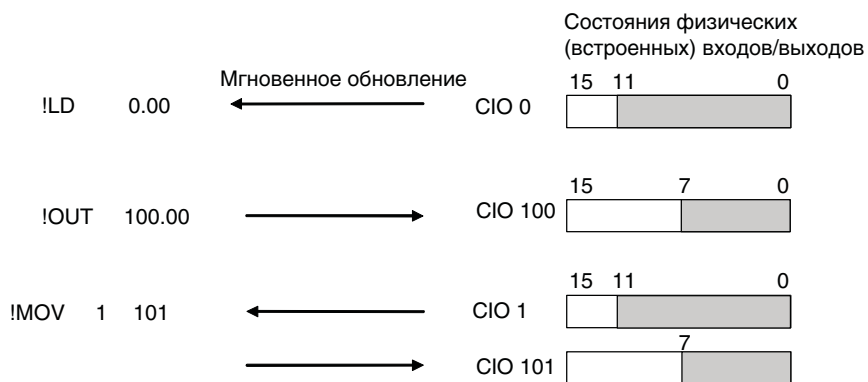 Состояния физических
(встроенных) входов/выходов
Мгновенное обновление
15 11 0
!LD 0.00 CIO 0
15 7 0
!OUT 100.00 CIO 100
15 11 0
!MOV 1 101 CIO 1
7
CIO 101